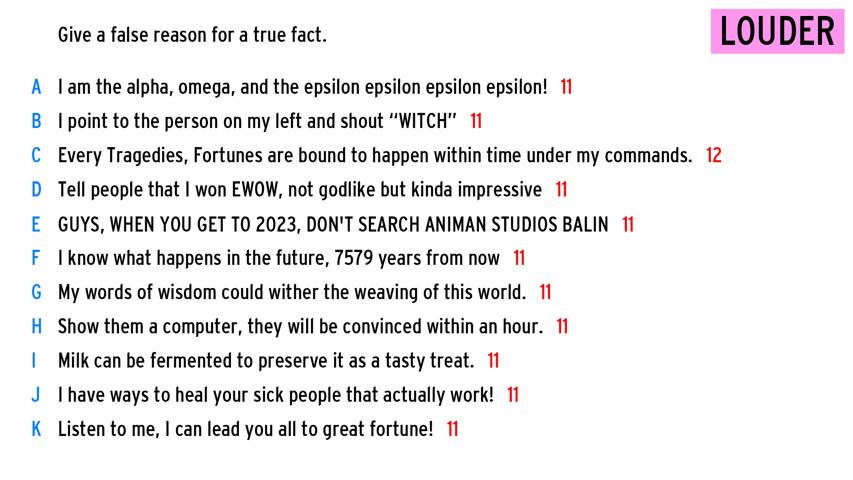 Give a false reason for a true fact.
LOUDER
A I am the alpha, omega, and the epsilon epsilon epsilon epsilon! 11
B I point to the person on my left and shout “WITCH” 11
C Every Tragedies, Fortunes are bound to happen within time under my commands. 12
D Tell people that I won EWOW, not godlike but kinda impressive 11
E GUYS, WHEN YOU GET TO 2023, DON'T SEARCH ANIMAN STUDIOS BALIN 11
F I know what happens in the future, 7579 years from now 11
G My words of wisdom could wither the weaving of this world. 11
H Show them a computer, they will be convinced within an hour. 11
I Milk can be fermented to preserve it as a tasty treat. 11
J I have ways to heal your sick people that actually work! 11
K Listen to me, I can lead you all to great fortune! 11